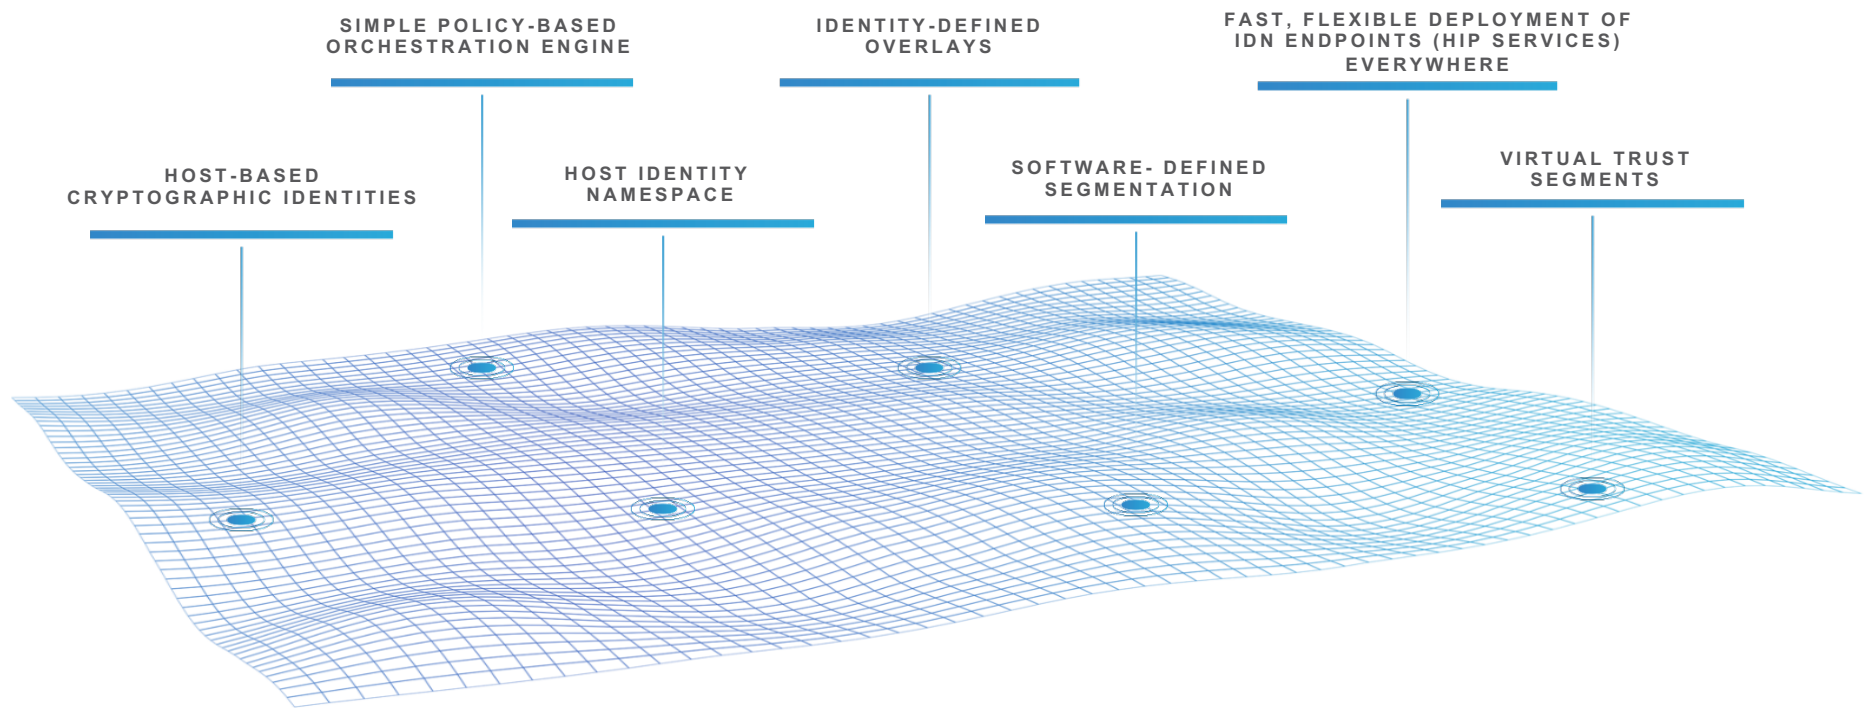 SIMPLE POLICY-BASED
ORCHESTRATION ENGINE
IDENTITY-DEFINED
OVERLAYS
FAST, FLEXIBLE DEPLOYMENT OF
IDN ENDPOINTS (HIP SERVICES)
EVERYWHERE
HOST-BASED
CRYPTOGRAPHIC IDENTITIES
HOST IDENTITY
NAMESPACE
SOFTWARE- DEFINED
SEGMENTATION
VIRTUAL TRUST
SEGMENTS